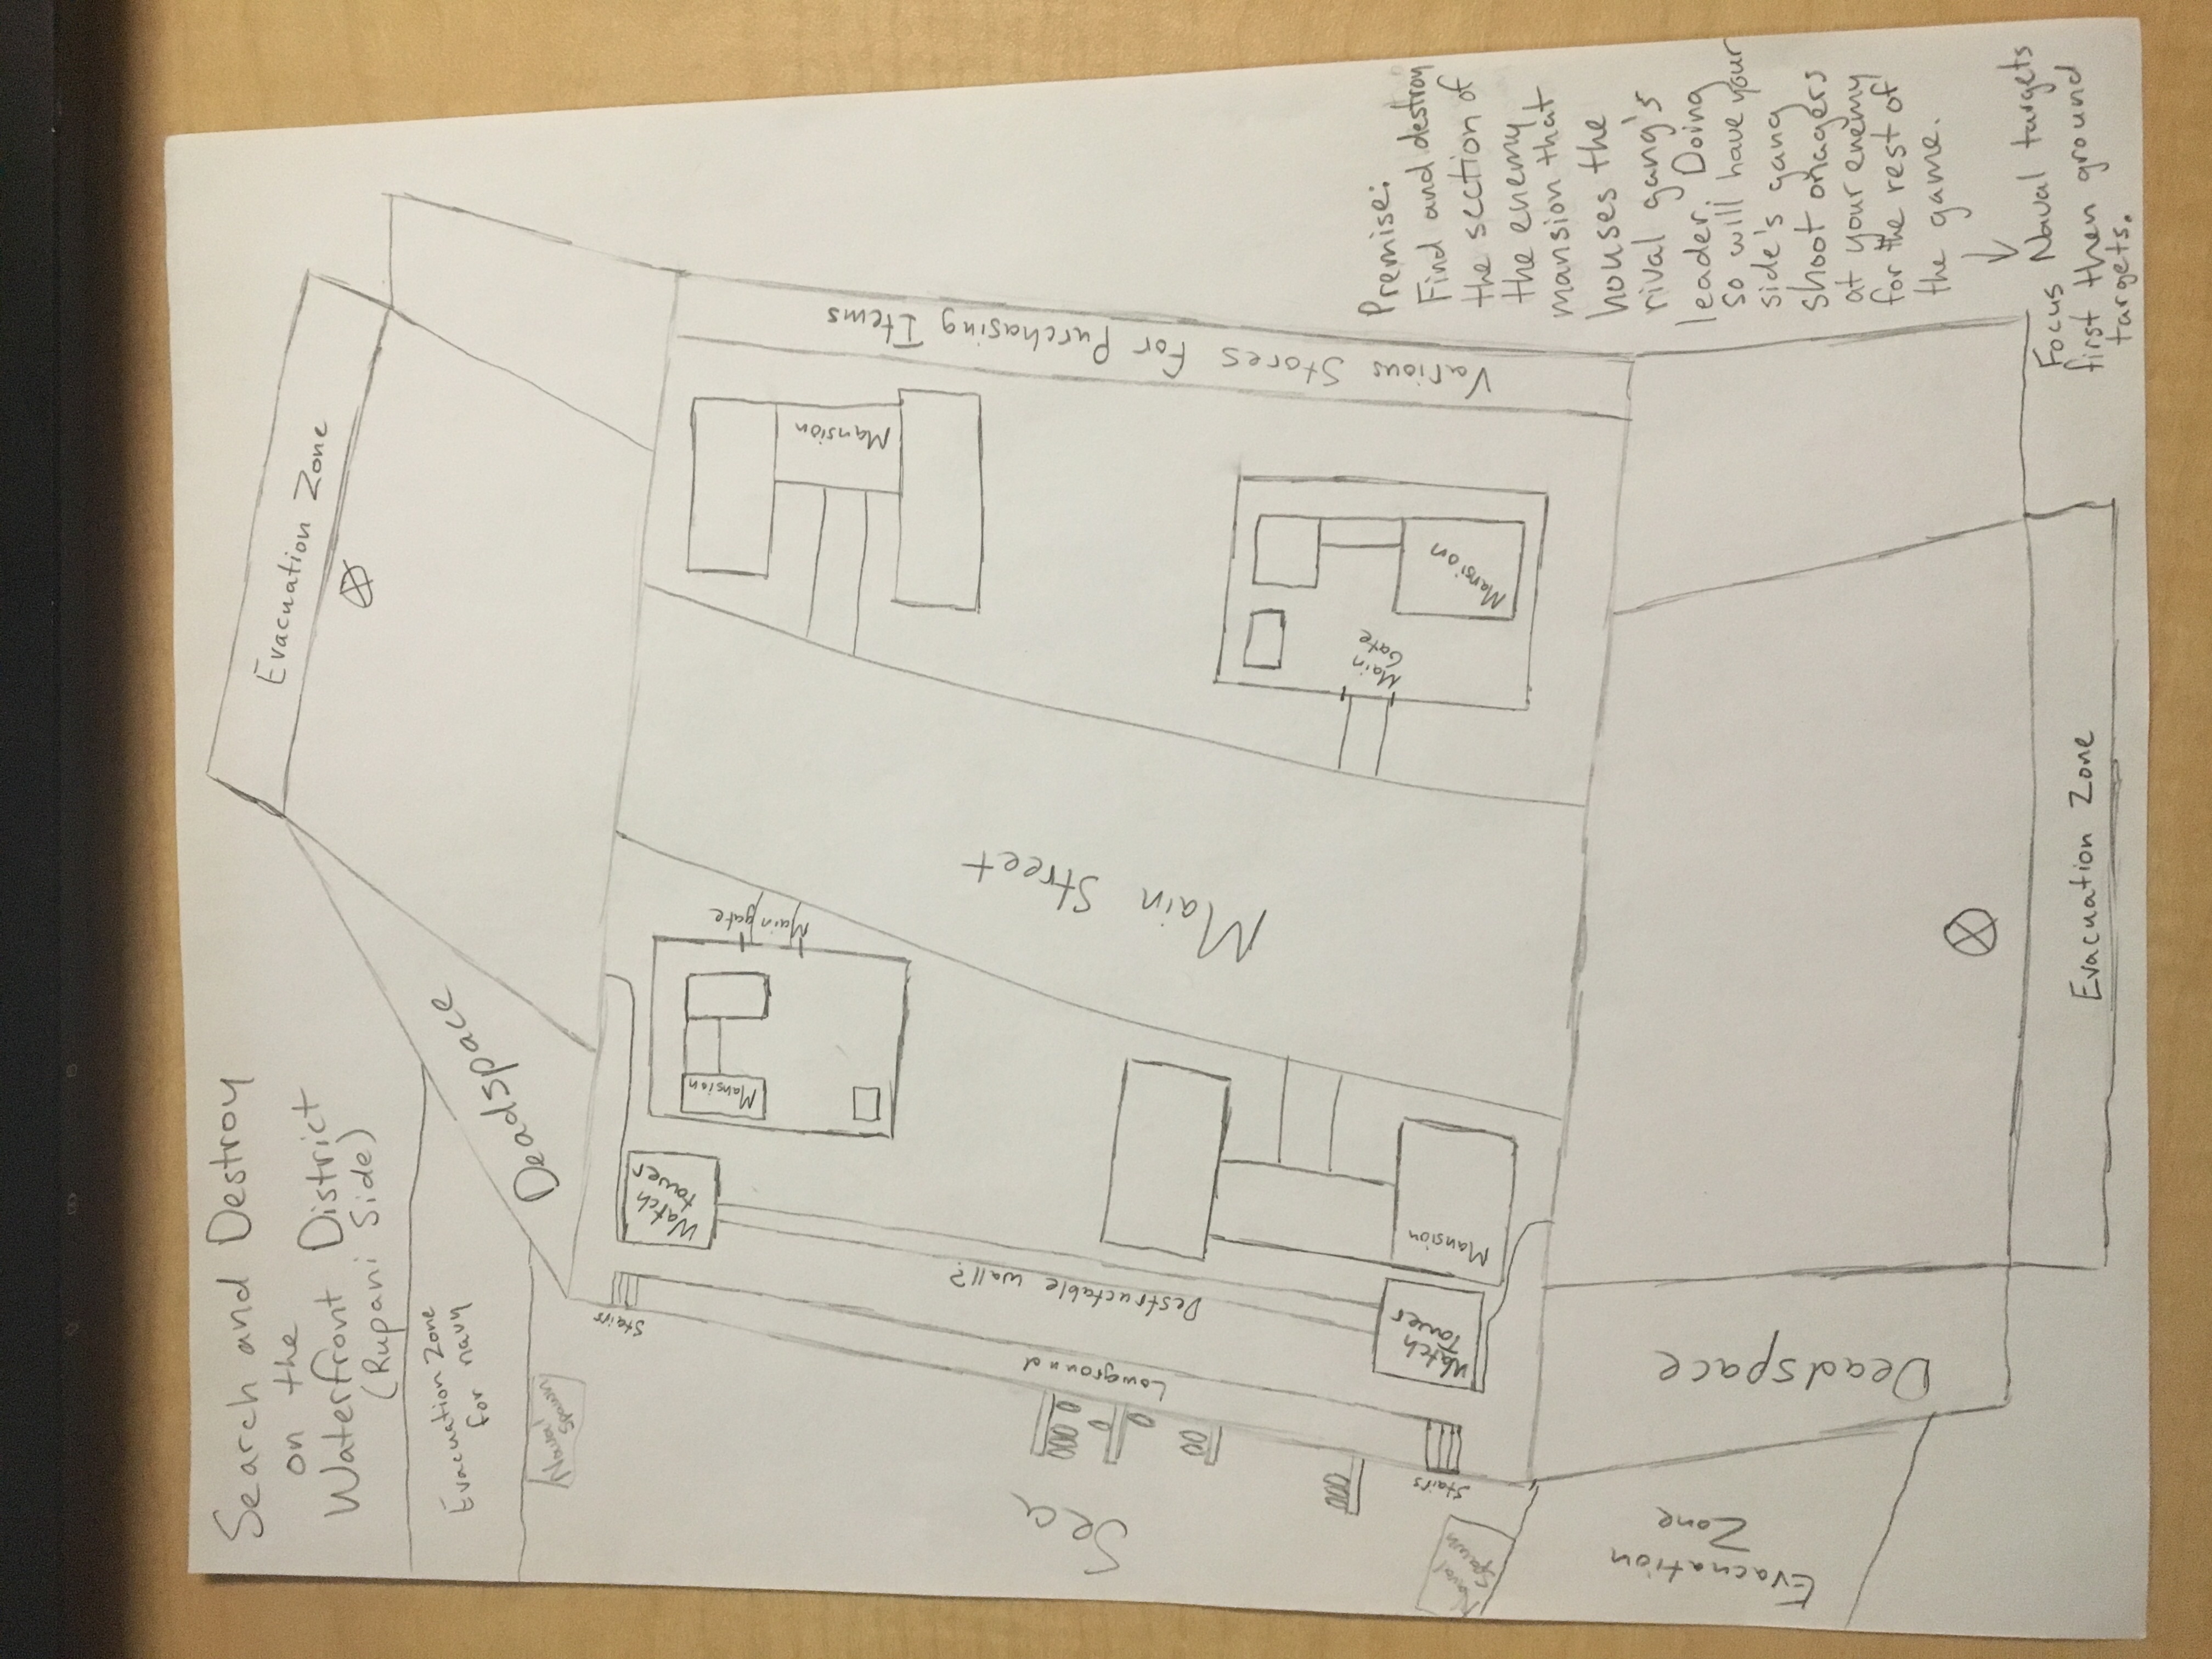 Search and Destroy
on the
Waterfront District
(Rupani Side)
Evacuation Zone
Evacuation Zone
for navy
Naval
Spawn
Deadspace
Stairs
Watch
tower
Mansion
Main gate
Mansion
Sea
Lowground
Destructable wall?
Main Street
Various Stores for Purchasing Items
Main
Gate
Mansion
Mansion
Watch
Tower
Stairs
Naval
Spawn
Evacuation
Zone
Deadspace
Evacuation Zone
Premise:
Find and destroy
the section of
the enemy
mansion that
houses the
rival gang's
leader. Doing
so will have your
side's gang
shoot onagers
at your enemy
for the rest of
the game.
Focus Naval targets
first then ground
targets.